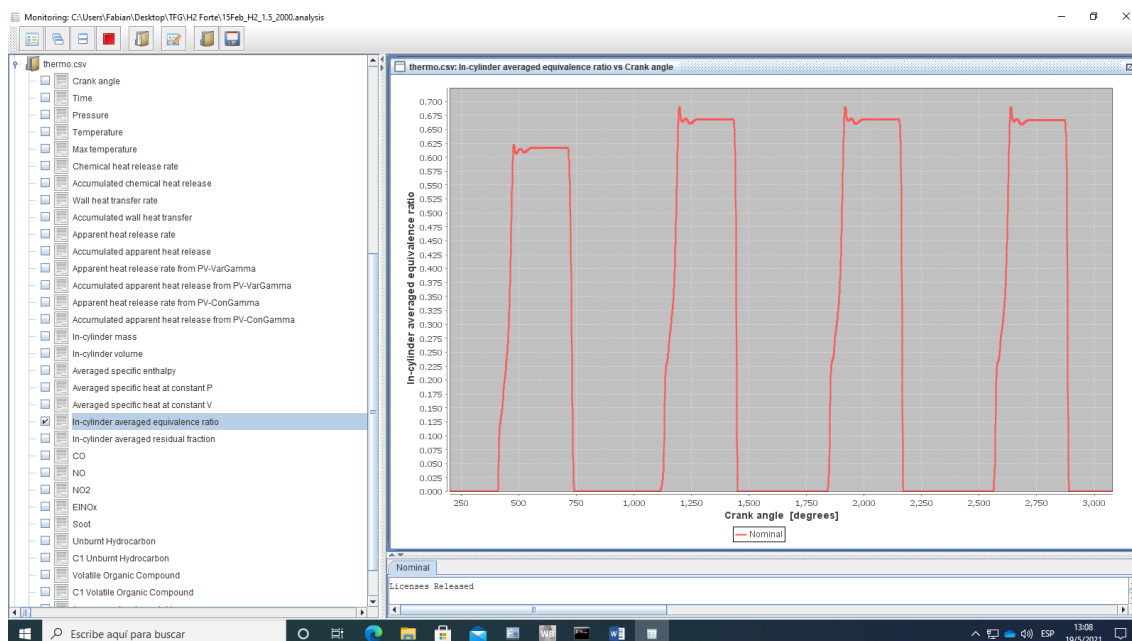 Monitoring: C:\Users\Fabian\Desktop\TFG\H2 Forte\15Feb_H2_1.5_2000.analysis
thermo.csv
Crank angle
Time
Pressure
Temperature
Max temperature
Chemical heat release rate
Accumulated chemical heat release
Wall heat transfer rate
Accumulated wall heat transfer
Apparent heat release rate
Accumulated apparent heat release
Apparent heat release rate from PV-VarGamma
Accumulated apparent heat release from PV-VarGamma
Apparent heat release rate from PV-ConGamma
Accumulated apparent heat release from PV-ConGamma
In-cylinder mass
In-cylinder volume
Averaged specific enthalpy
Averaged specific heat at constant P
Averaged specific heat at constant V
In-cylinder averaged equivalence ratio
In-cylinder averaged residual fraction
CO
NO
NO2
EINOx
Soot
Unburnt Hydrocarbon
C1 Unburnt Hydrocarbon
Volatile Organic Compound
C1 Volatile Organic Compound
thermo.csv: In-cylinder averaged equivalence ratio vs Crank angle
In-cylinder averaged equivalence ratio
0.700
0.675
0.650
0.625
0.600
0.575
0.550
0.525
0.500
0.475
0.450
0.425
0.400
0.375
0.350
0.325
0.300
0.275
0.250
0.225
0.200
0.175
0.150
0.125
0.100
0.075
0.050
0.025
0.000
250 500 750 1,000 1,250 1,500 1,750 2,000 2,250 2,500 2,750 3,000
Crank angle [degrees]
Nominal
Nominal
Licenses Released
Escribe aquí para buscar
WB
W
ESP
13:08